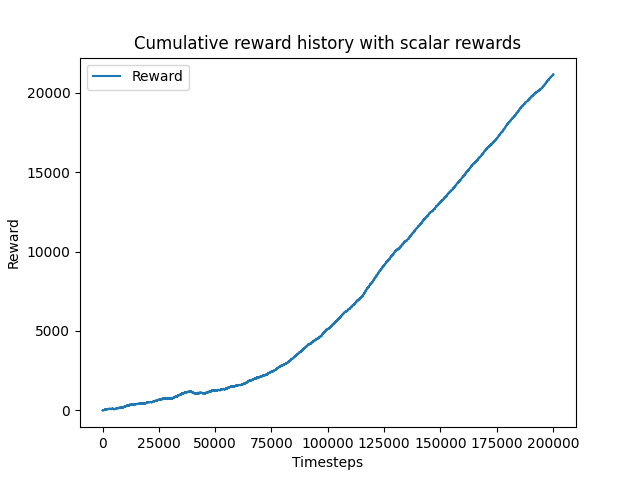 Cumulative reward history with scalar rewards
Reward
20000
15000
10000
5000
0
Reward
0 25000 50000 75000 100000 125000 150000 175000 200000
Timesteps